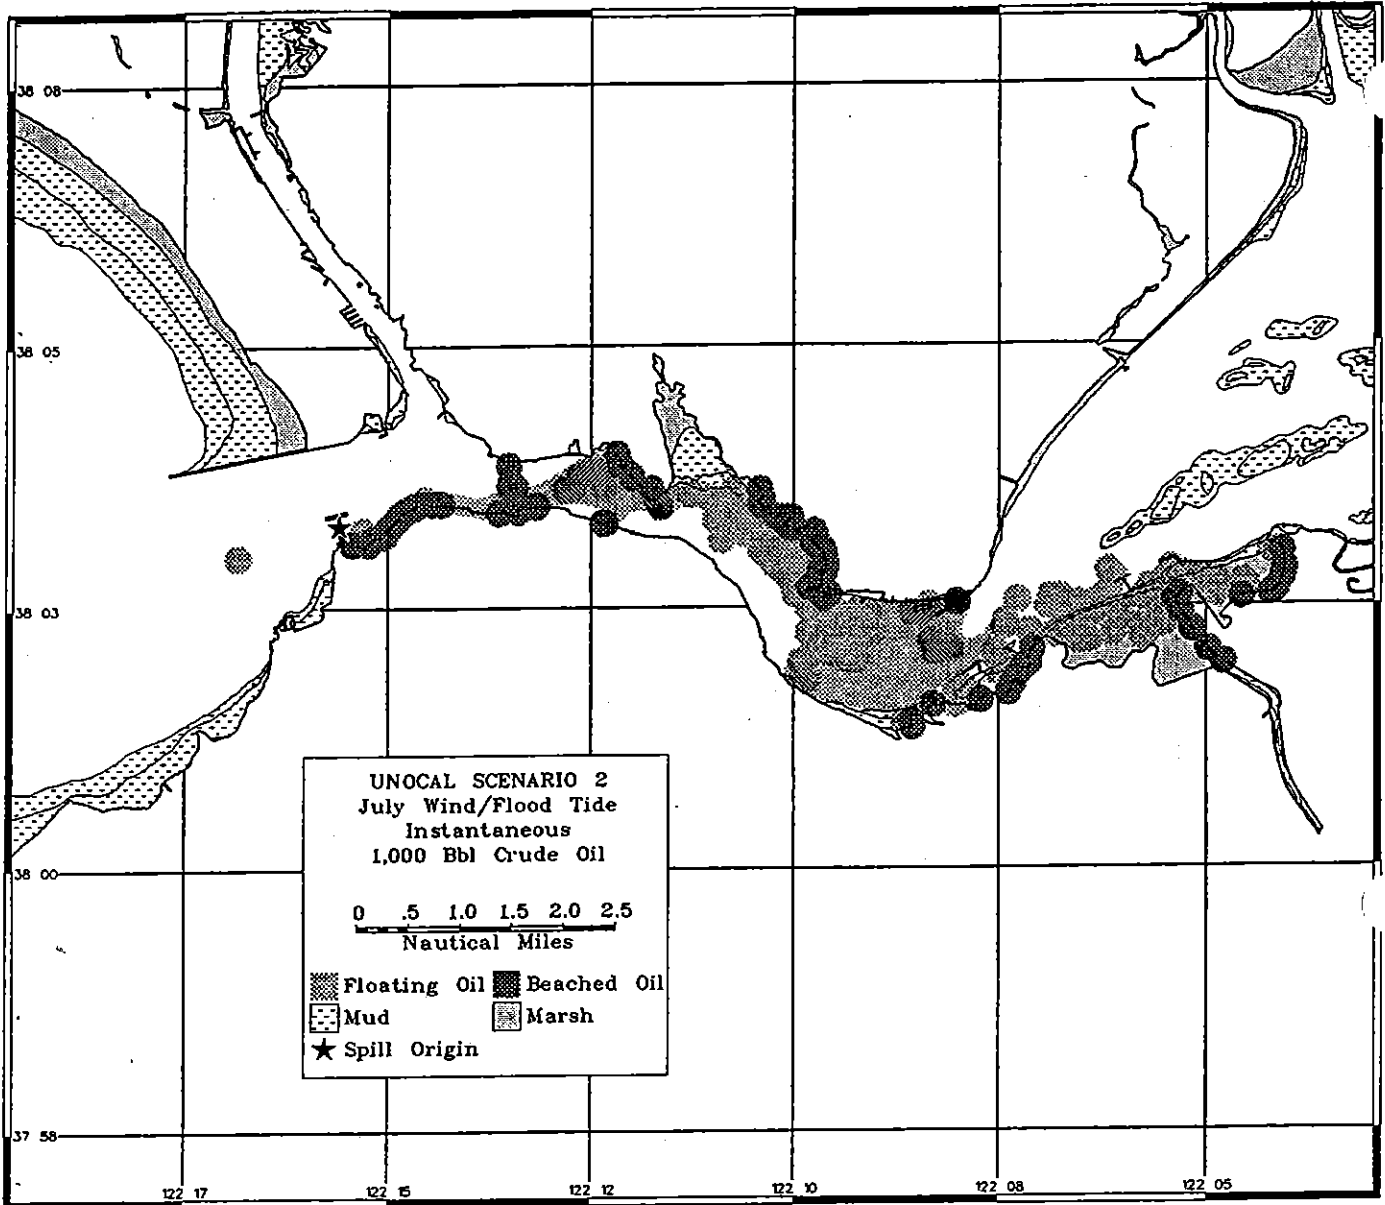 38 08
38 05
38 03
UNOCAL SCENARIO 2
July Wind/Flood Tide
Instantaneous
1,000 Bbl Crude Oil
38 00
0 .5 1.0 1.5 2.0 2.5
Nautical Miles
Floating Oil Beached Oil
Mud Marsh
Spill Origin
37 58
122 17 122 15 122 12 122 10 122 08 122 05